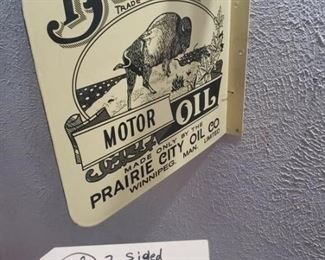 TRADE
MOTOR OIL
MADE ONLY BY THE
PRAIRIE CITY OIL CO
LIMITED
WINNIPEG. MAN.
2 Sided